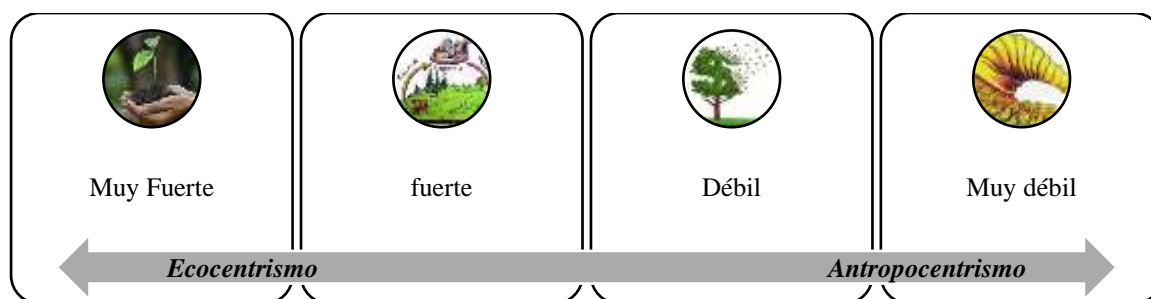 Muy Fuerte
fuerte
Débil
Muy débil
Ecocentrismo
Antropocentrismo